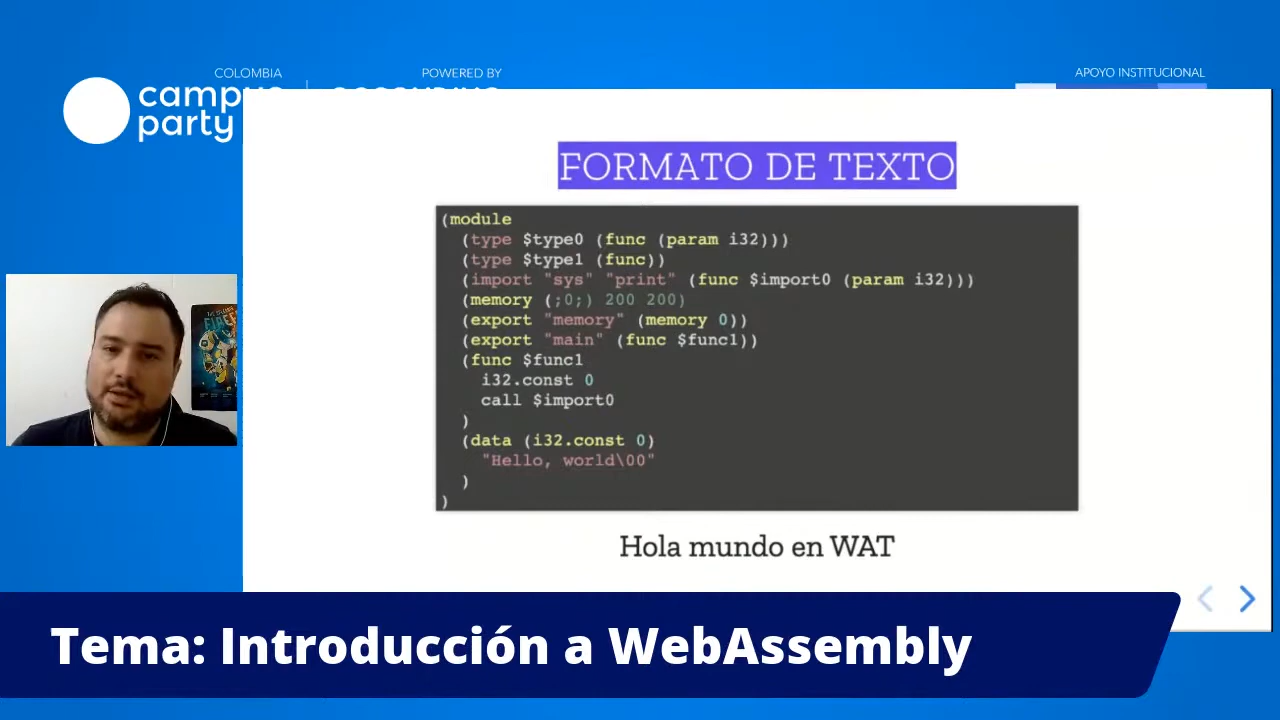 COLOMBIA
POWERED BY
APOYO INSTITUCIONAL
campus
party
FORMATO DE TEXTO
(module
  (type $type0 (func (param i32)))
  (type $type1 (func))
  (import "sys" "print" (func $import0 (param i32)))
  (memory (;0;) 200 200)
  (export "memory" (memory 0))
  (export "main" (func $func1))
  (func $func1
    i32.const 0
    call $import0
  )
  (data (i32.const 0)
    "Hello, world\00"
  )
)
Hola mundo en WAT
Tema: Introducción a WebAssembly